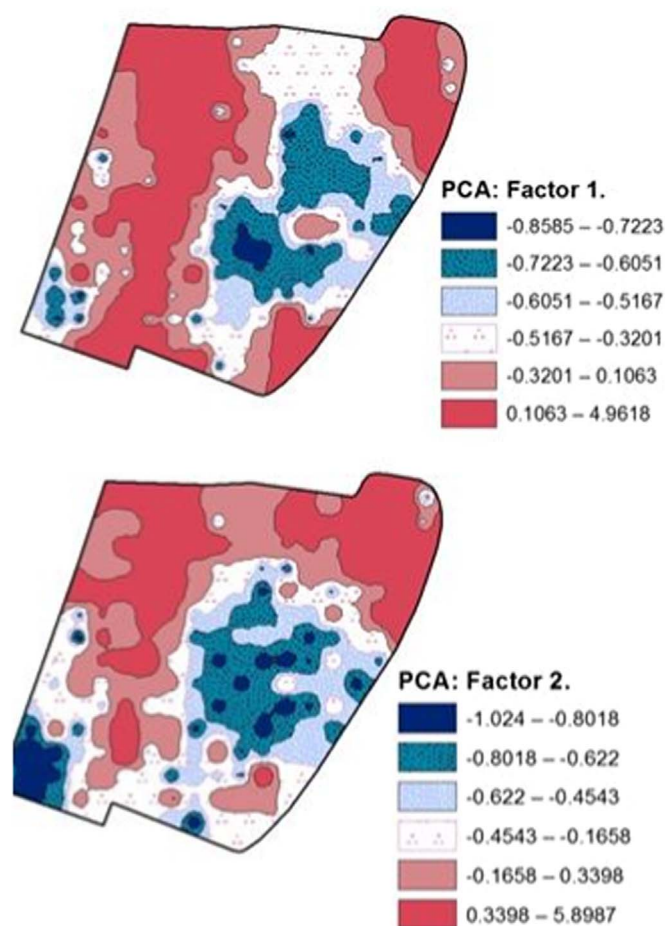 PCA: Factor 1.
-0.8585 – -0.7223
-0.7223 – -0.6051
-0.6051 – -0.5167
-0.5167 – -0.3201
-0.3201 – 0.1063
0.1063 – 4.9618
PCA: Factor 2.
-1.024 – -0.8018
-0.8018 – -0.622
-0.622 – -0.4543
-0.4543 – -0.1658
-0.1658 – 0.3398
0.3398 – 5.8987